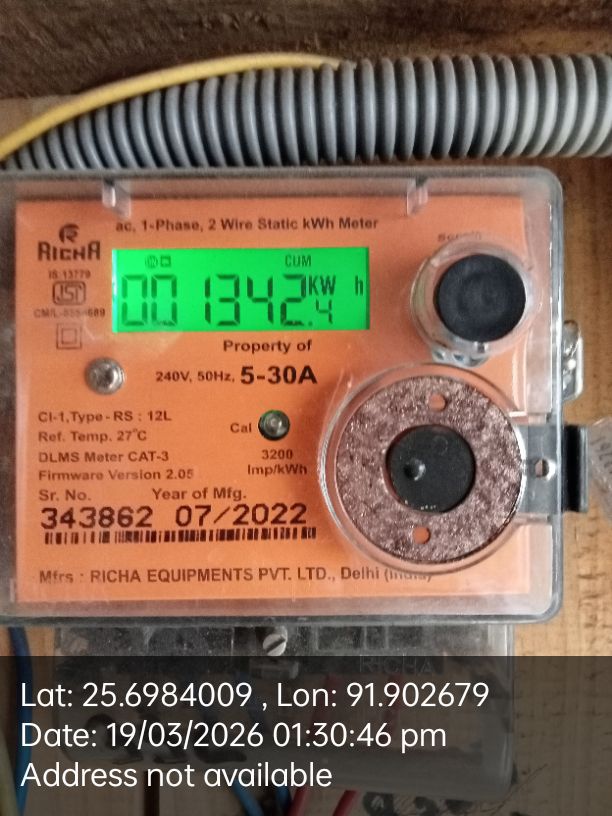 ac, 1-Phase, 2 Wire Static kWh Meter
RICHA
IS:13779
ISI
CUM
001342.4 KW h
Property of
240V, 50Hz, 5-30A
Cl-1,Type - RS : 12L
Ref. Temp. 27°C
Cal
3200
Imp/kWh
DLMS Meter CAT-3
Firmware Version 2.05
Sr. No. Year of Mfg.
343862 07/2022
Mfrs : RICHA EQUIPMENTS PVT. LTD., Delhi (India)
RICHA
Lat: 25.6984009 , Lon: 91.902679
Date: 19/03/2026 01:30:46 pm
Address not available